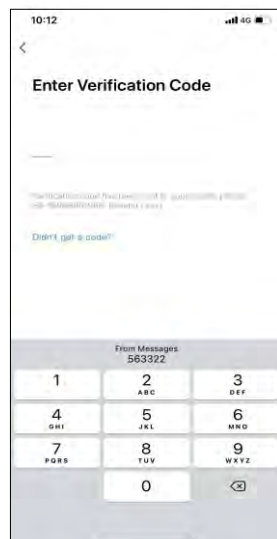 10:12
4G
Enter Verification Code
Didn't get a code?
From Messages
563322
1
2
ABC
3
DEF
4
GHI
5
JKL
6
MNO
7
PQRS
8
TUV
9
WXYZ
0